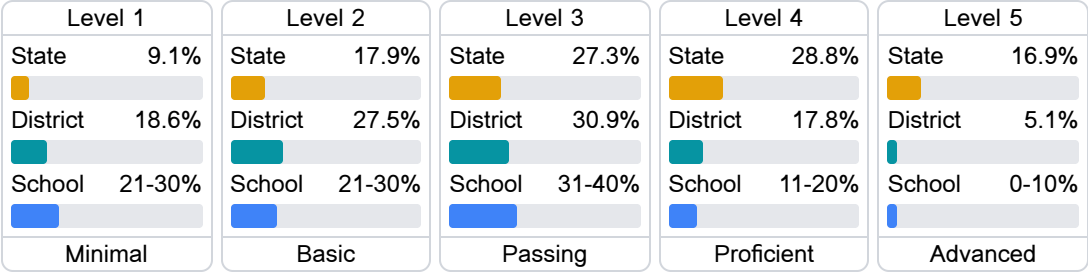 Level 1
State 9.1%
District 18.6%
School 21-30%
Minimal
Level 2
State 17.9%
District 27.5%
School 21-30%
Basic
Level 3
State 27.3%
District 30.9%
School 31-40%
Passing
Level 4
State 28.8%
District 17.8%
School 11-20%
Proficient
Level 5
State 16.9%
District 5.1%
School 0-10%
Advanced